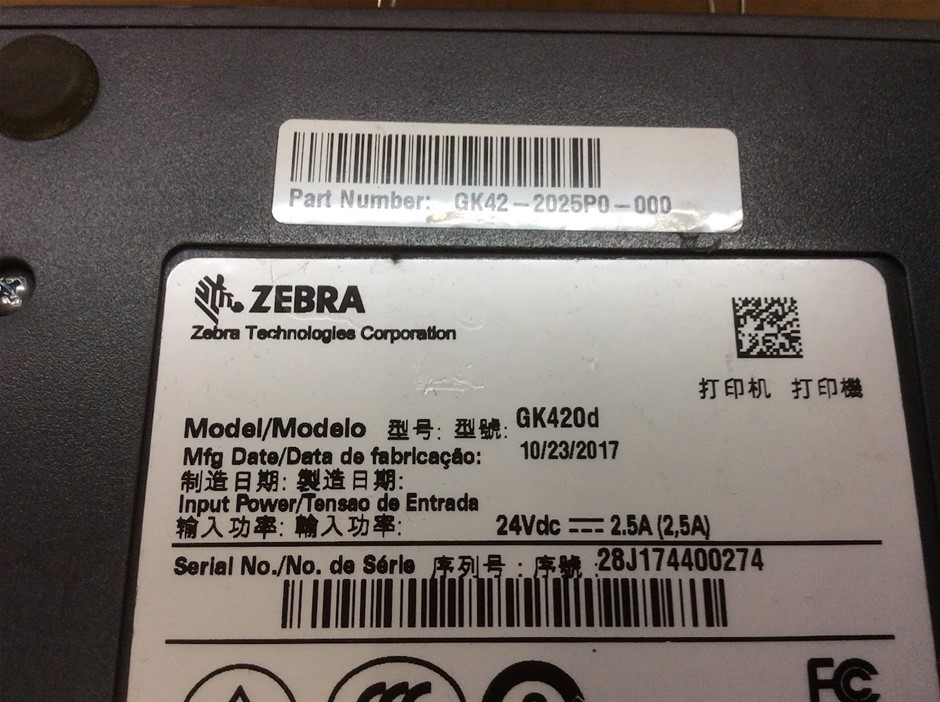 Part Number: GK42-2025P0-000
ZEBRA
Zebra Technologies Corporation
打印机 打印機
Model/Modelo 型号: 型號: GK420d
Mfg Date/Data de fabricação: 10/23/2017
制造日期: 製造日期:
Input Power/Tensao de Entrada
输入功率: 輸入功率: 24Vdc ⎓ 2.5A (2,5A)
Serial No./No. de Série 序列号: 序號: 28J174400274
FC